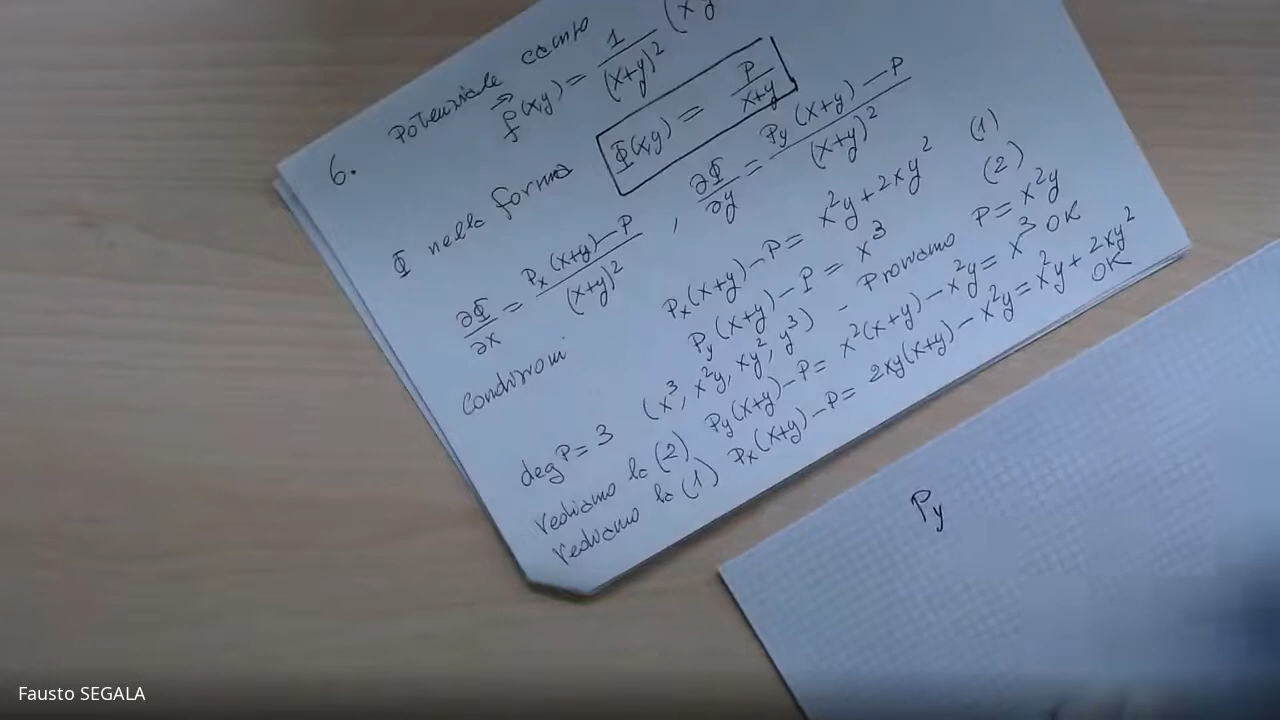 6. Potenziale campo
f⃗(x,y) = 1/(x+y)² (x y
Φ nella forma Φ(x,y) = P/(x+y)
∂Φ/∂x = (Px(x+y) – P)/(x+y)² , ∂Φ/∂y = (Py(x+y) – P)/(x+y)²
Condizioni Px(x+y) – P = x²y + 2xy² (1)
Py(x+y) – P = x³ (2)
deg P = 3 (x³, x²y, xy², y³) - Proviamo P = x²y
Vediamo la (2) Py(x+y) – P = x²(x+y) – x²y = x³ OK
Vediamo la (1) Px(x+y) – P = 2xy(x+y) – x²y = x²y + 2xy²
OK
Py
Fausto SEGALA